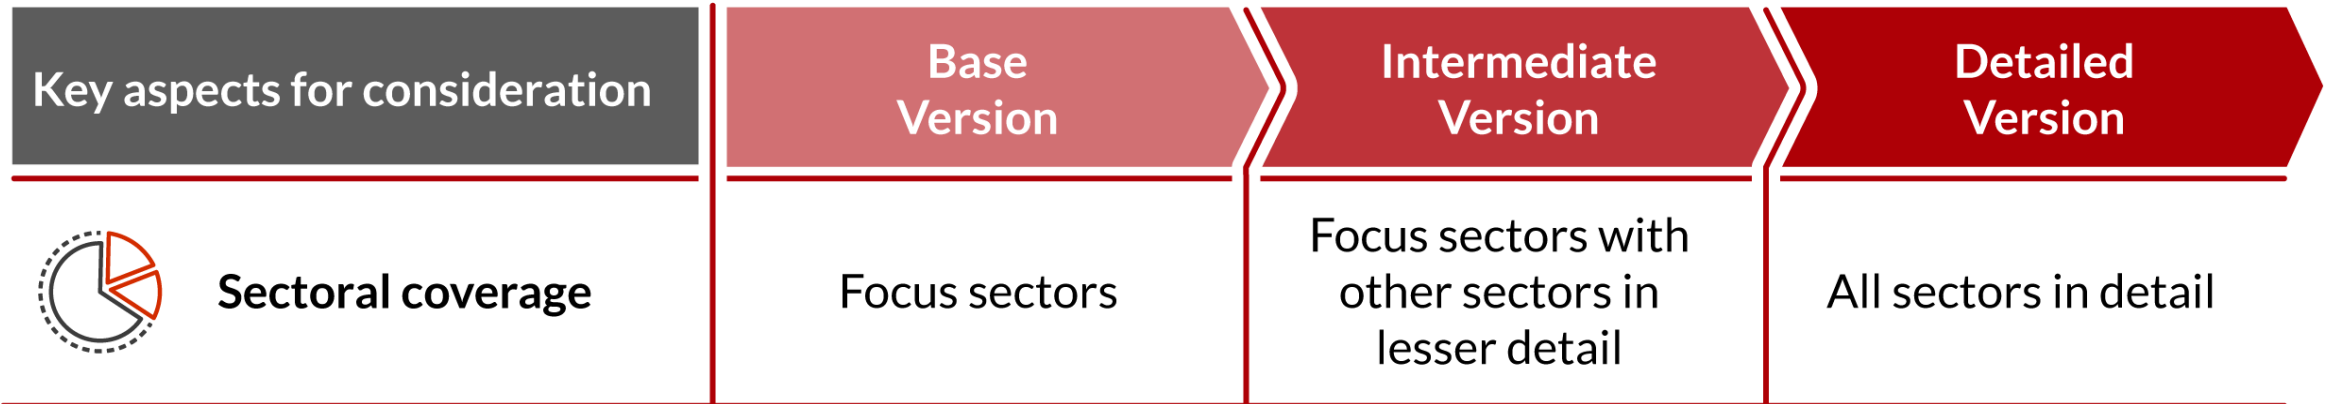 Key aspects for consideration
Base
Version
Intermediate
Version
Detailed
Version
Sectoral coverage
Focus sectors
Focus sectors with
other sectors in
lesser detail
All sectors in detail